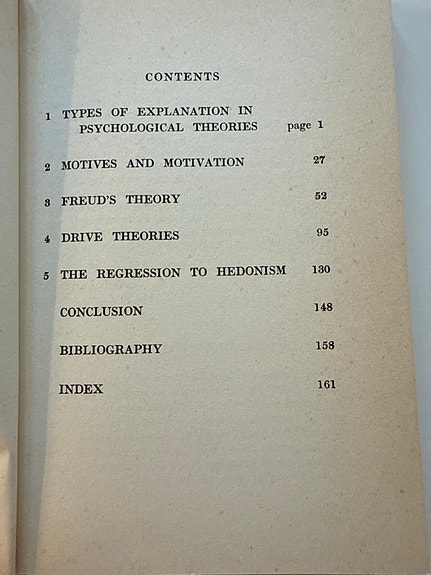 CONTENTS
1 TYPES OF EXPLANATION IN
PSYCHOLOGICAL THEORIES page 1
2 MOTIVES AND MOTIVATION 27
3 FREUD'S THEORY 52
4 DRIVE THEORIES 95
5 THE REGRESSION TO HEDONISM 130
CONCLUSION 148
BIBLIOGRAPHY 158
INDEX 161